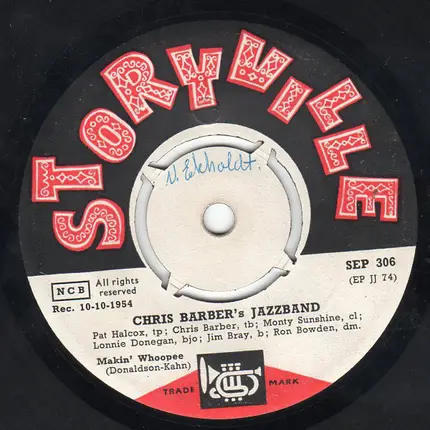 STORYVILLE
N. Ekholdt.
NCB
All rights
reserved
Rec. 10-10-1954
SEP 306
(EP JJ 74)
CHRIS BARBER's JAZZBAND
Pat Halcox, tp; Chris Barber, tb; Monty Sunshine, cl;
Lonnie Donegan, bjo; Jim Bray, b; Ron Bowden, dm.
Makin' Whoopee
(Donaldson-Kahn)
TRADE MARK